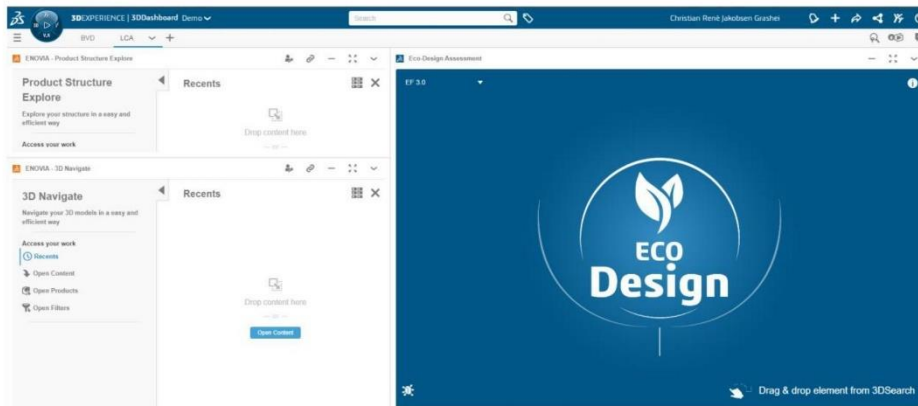 3DEXPERIENCE | 3DDashboard Demo
Search
Christian Renè Jakobsen Grashei
BVD
LCA
ENOVIA - Product Structure Explore
Product Structure
Explore
Explore your structure in a easy and
efficient way
Access your work
Recents
Drop content here
— or —
ENOVIA - 3D Navigate
3D Navigate
Navigate your 3D models in a easy and
efficient way
Access your work
Recents
Open Content
Open Products
Open Filters
Recents
Drop content here
— or —
Open Content
Eco-Design Assessment
EF 3.0
ECO
Design
Drag & drop element from 3DSearch